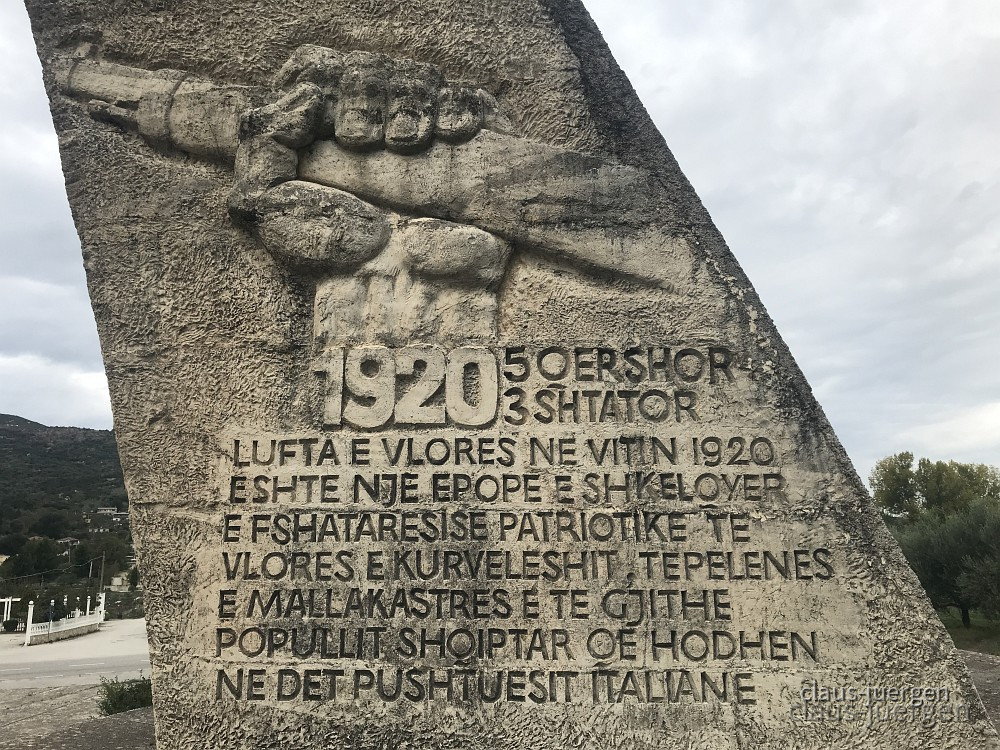 1920
5 QERSHOR
3 SHTATOR
LUFTA E VLORES NE VITIN 1920
ËSHTE NJE EPOPE E SHKELQYER
E FSHATARESISE PATRIOTIKE TE
VLORES E KURVELESHIT, TEPELENES
E MALLAKASTRES E TE GJITHE
POPULLIT SHQIPTAR QE HODHEN
NE DET PUSHTUESIT ITALIANE
claus-juergen